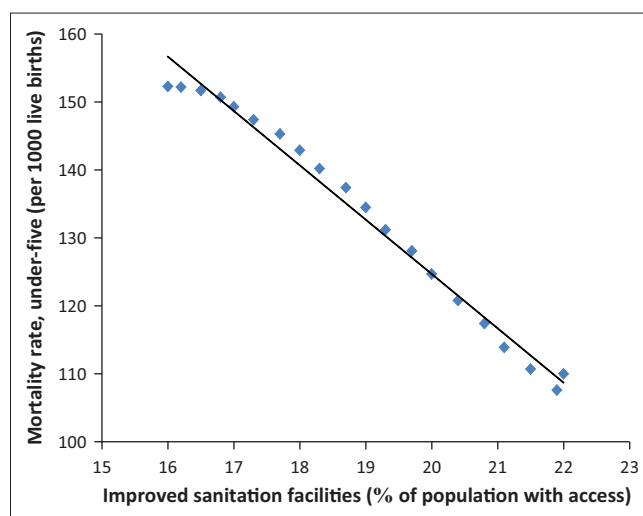 Mortality rate, under-five (per 1000 live births)
160
150
140
130
120
110
100
15 16 17 18 19 20 21 22 23
Improved sanitation facilities (% of population with access)